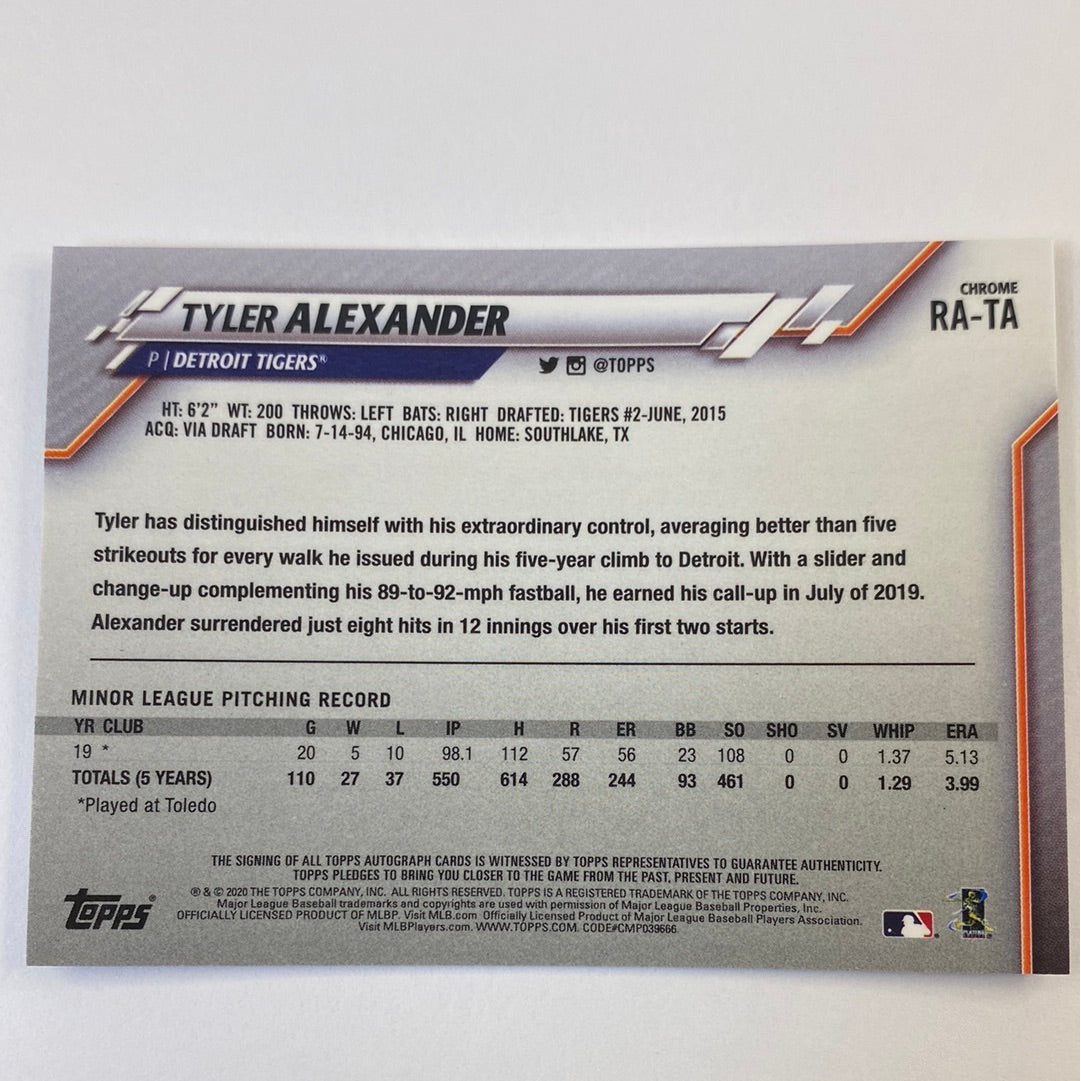 CHROME
RA-TA
TYLER ALEXANDER
P | DETROIT TIGERS®
@TOPPS
HT: 6'2" WT: 200 THROWS: LEFT BATS: RIGHT DRAFTED: TIGERS #2-JUNE, 2015
ACQ: VIA DRAFT BORN: 7-14-94, CHICAGO, IL HOME: SOUTHLAKE, TX
Tyler has distinguished himself with his extraordinary control, averaging better than five
strikeouts for every walk he issued during his five-year climb to Detroit. With a slider and
change-up complementing his 89-to-92-mph fastball, he earned his call-up in July of 2019.
Alexander surrendered just eight hits in 12 innings over his first two starts.
MINOR LEAGUE PITCHING RECORD
YR CLUB G W L IP H R ER BB SO SHO SV WHIP ERA
19 * 20 5 10 98.1 112 57 56 23 108 0 0 1.37 5.13
TOTALS (5 YEARS) 110 27 37 550 614 288 244 93 461 0 0 1.29 3.99
*Played at Toledo
THE SIGNING OF ALL TOPPS AUTOGRAPH CARDS IS WITNESSED BY TOPPS REPRESENTATIVES TO GUARANTEE AUTHENTICITY.
TOPPS PLEDGES TO BRING YOU CLOSER TO THE GAME FROM THE PAST, PRESENT AND FUTURE.
® & © 2020 THE TOPPS COMPANY, INC. ALL RIGHTS RESERVED. TOPPS IS A REGISTERED TRADEMARK OF THE TOPPS COMPANY, INC.
Major League Baseball trademarks and copyrights are used with permission of Major League Baseball Properties, Inc.
OFFICIALLY LICENSED PRODUCT OF MLBP. Visit MLB.com Officially Licensed Product of Major League Baseball Players Association.
Visit MLBPlayers.com. WWW.TOPPS.COM. CODE#CMP039666
Topps®